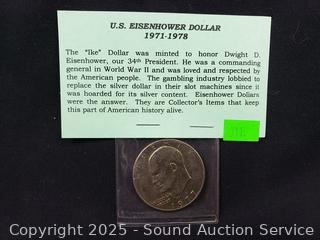 U.S. EISENHOWER DOLLAR
1971-1978
The "Ike" Dollar was minted to honor Dwight D.
Eisenhower, our 34th President. He was a commanding
general in World War II and was loved and respected by
the American people. The gambling industry lobbied to
replace the silver dollar in their slot machines since it
was hoarded for its silver content. Eisenhower Dollars
were the answer. They are Collector's Items that keep
this part of American history alive.
1977
Copyright © 2025 - Sound Auction Service